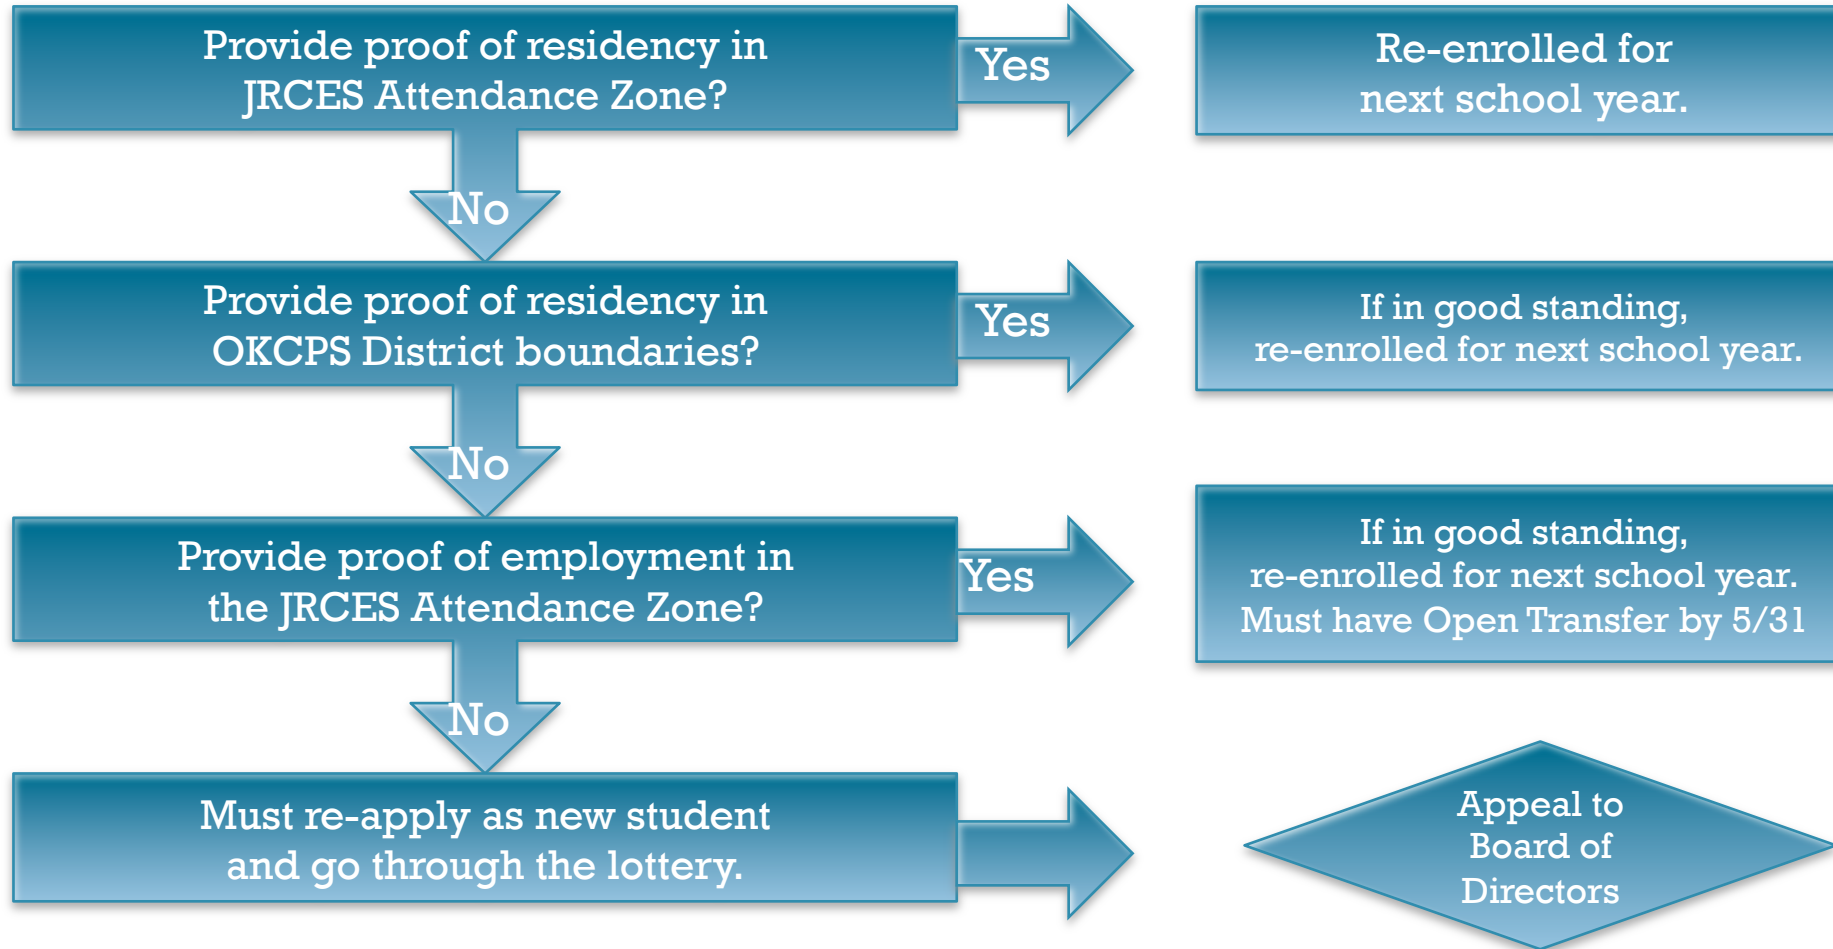 Provide proof of residency in
JRCES Attendance Zone?
Yes
Re-enrolled for
next school year.
No
Provide proof of residency in
OKCPS District boundaries?
Yes
If in good standing,
re-enrolled for next school year.
No
Provide proof of employment in
the JRCES Attendance Zone?
Yes
If in good standing,
re-enrolled for next school year.
Must have Open Transfer by 5/31
No
Must re-apply as new student
and go through the lottery.
Appeal to
Board of
Directors